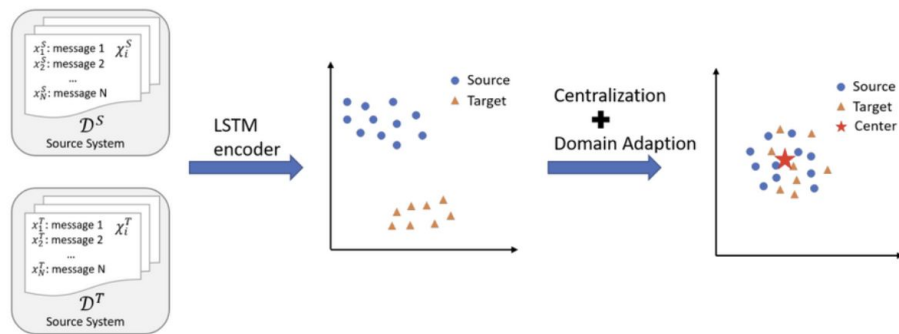 x₁ˢ: message 1 χᵢˢ
x₂ˢ: message 2
...
x_Nˢ: message N
𝒟ˢ
Source System
x₁ᵀ: message 1 χᵢᵀ
x₂ᵀ: message 2
...
x_Nᵀ: message N
𝒟ᵀ
Source System
LSTM
encoder
Source
Target
Centralization
+
Domain Adaption
Source
Target
Center